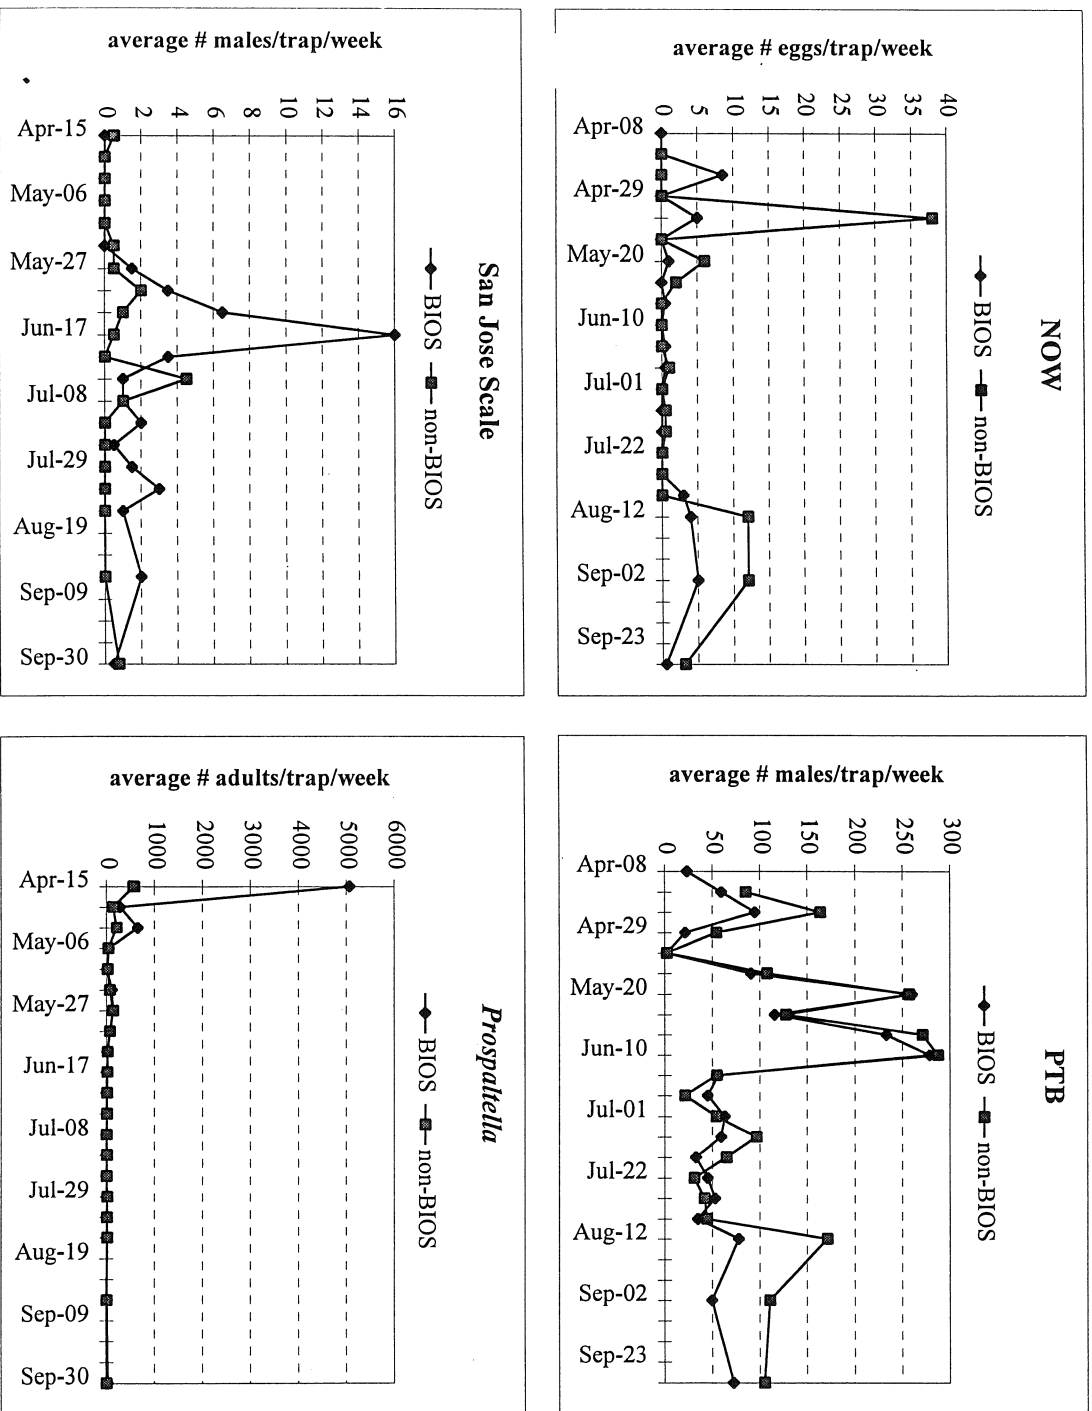 NOW
BIOS non-BIOS
average # eggs/trap/week
40
35
30
25
20
15
10
5
0
Apr-08
Apr-29
May-20
Jun-10
Jul-01
Jul-22
Aug-12
Sep-02
Sep-23
PTB
BIOS non-BIOS
average # males/trap/week
300
250
200
150
100
50
0
Apr-08
Apr-29
May-20
Jun-10
Jul-01
Jul-22
Aug-12
Sep-02
Sep-23
San Jose Scale
BIOS non-BIOS
average # males/trap/week
16
14
12
10
8
6
4
2
0
Apr-15
May-06
May-27
Jun-17
Jul-08
Jul-29
Aug-19
Sep-09
Sep-30
Prospaltella
BIOS non-BIOS
average # adults/trap/week
6000
5000
4000
3000
2000
1000
0
Apr-15
May-06
May-27
Jun-17
Jul-08
Jul-29
Aug-19
Sep-09
Sep-30